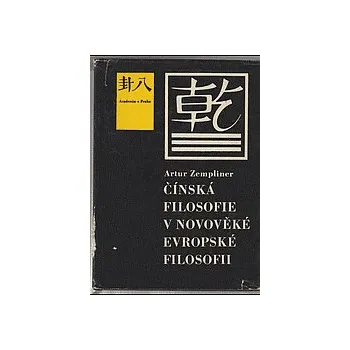 卦八
Academia • Praha
乾
Artur Zempliner
ČÍNSKÁ
FILOSOFIE
V NOVOVĚKÉ
EVROPSKÉ
FILOSOFII